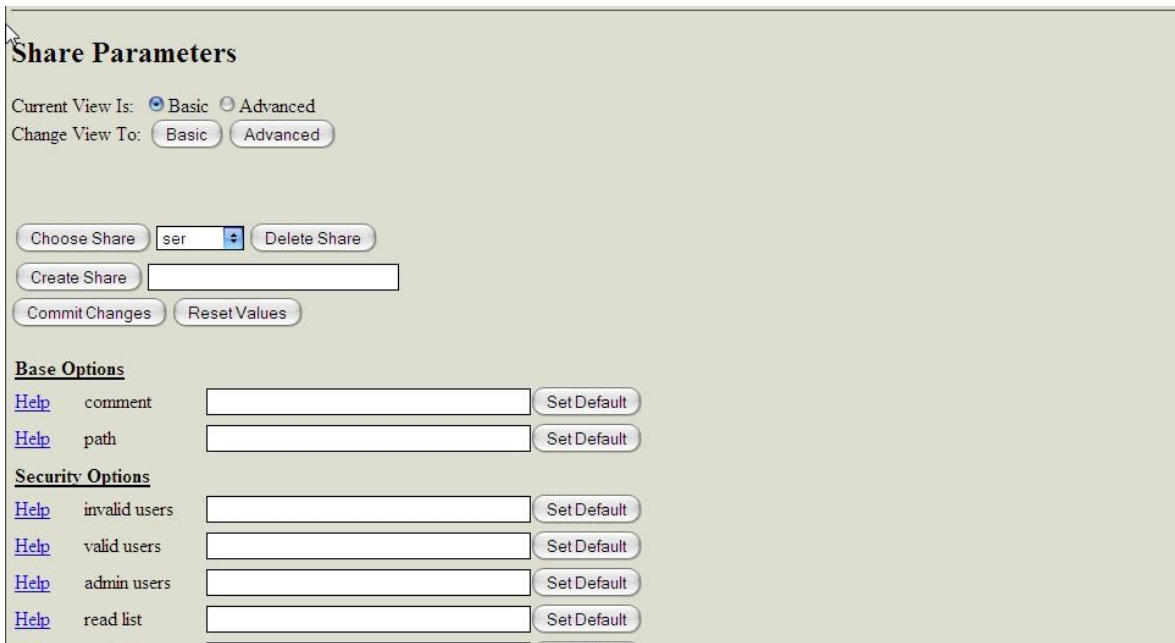 Share Parameters
Current View Is: Basic Advanced
Change View To: Basic Advanced
Choose Share ser Delete Share
Create Share
Commit Changes Reset Values
Base Options
Help comment Set Default
Help path Set Default
Security Options
Help invalid users Set Default
Help valid users Set Default
Help admin users Set Default
Help read list Set Default